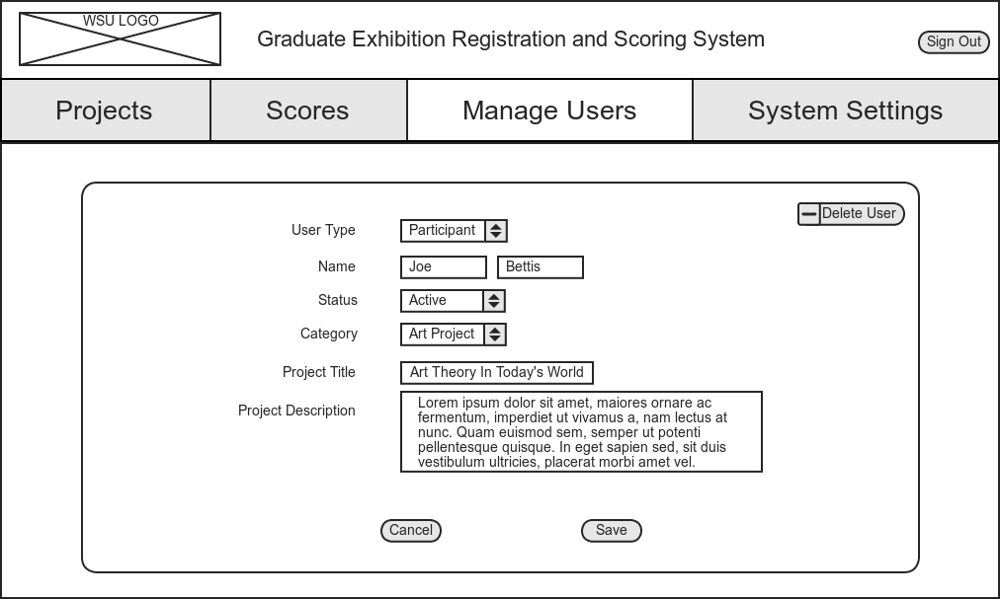 WSU LOGO
Graduate Exhibition Registration and Scoring System
Sign Out
Projects
Scores
Manage Users
System Settings
Delete User
User Type
Participant
Name
Joe
Bettis
Status
Active
Category
Art Project
Project Title
Art Theory In Today's World
Project Description
Lorem ipsum dolor sit amet, maiores ornare ac
fermentum, imperdiet ut vivamus a, nam lectus at
nunc. Quam euismod sem, semper ut potenti
pellentesque quisque. In eget sapien sed, sit duis
vestibulum ultricies, placerat morbi amet vel.
Cancel
Save